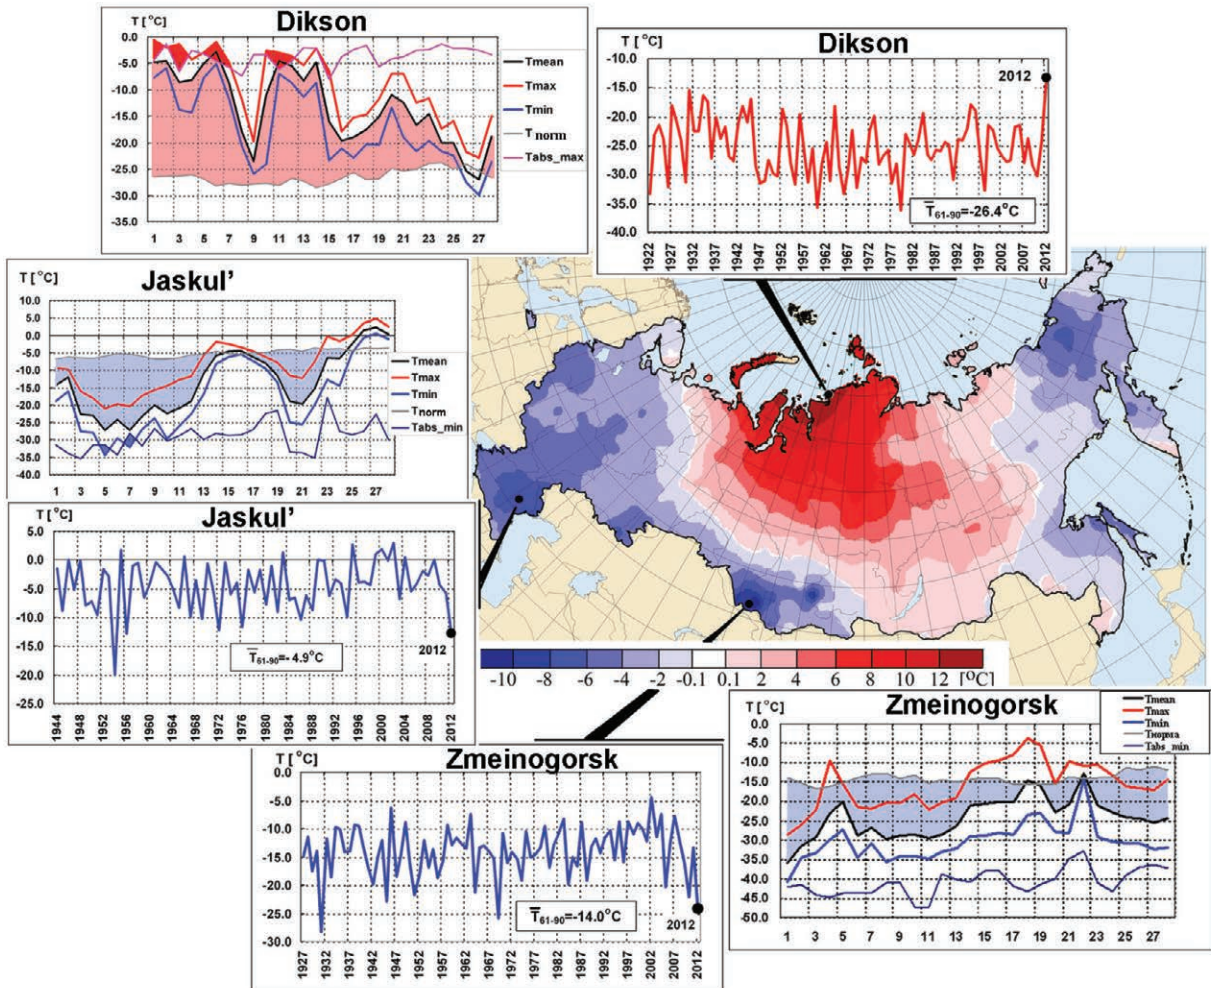 T [°C]
Dikson
0.0
-5.0
-10.0
-15.0
-20.0
-25.0
-30.0
-35.0
1 3 5 7 9 11 13 15 17 19 21 23 25 27
Tmean
Tmax
Tmin
Tnorm
Tabs_max
T [°C]
Dikson
-10.0
-15.0
-20.0
-25.0
-30.0
-35.0
-40.0
2012
T61-90=-26.4°C
1922 1927 1932 1937 1942 1947 1952 1957 1962 1967 1972 1977 1982 1987 1992 1997 2002 2007 2012
T [°C]
Jaskul’
10.0
5.0
0.0
-5.0
-10.0
-15.0
-20.0
-25.0
-30.0
-35.0
-40.0
1 3 5 7 9 11 13 15 17 19 21 23 25 27
Tmean
Tmax
Tmin
Tnorm
Tabs_min
T [°C]
Jaskul’
5.0
0.0
-5.0
-10.0
-15.0
-20.0
-25.0
T61-90=- 4.9°C
2012
1944 1948 1952 1956 1960 1964 1968 1972 1976 1980 1984 1988 1992 1996 2000 2004 2008 2012
-10 -8 -6 -4 -2 -0.1 0.1 2 4 6 8 10 12 [°C]
T [°C]
Zmeinogorsk
0.0
-5.0
-10.0
-15.0
-20.0
-25.0
-30.0
T61-90=-14.0°C
2012
1927 1932 1937 1942 1947 1952 1957 1962 1967 1972 1977 1982 1987 1992 1997 2002 2007 2012
T [°C]
Zmeinogorsk
0.0
-5.0
-10.0
-15.0
-20.0
-25.0
-30.0
-35.0
-40.0
-45.0
-50.0
1 3 5 7 9 11 13 15 17 19 21 23 25 27
Tmean
Tmax
Tmin
Тнорма
Tabs_min